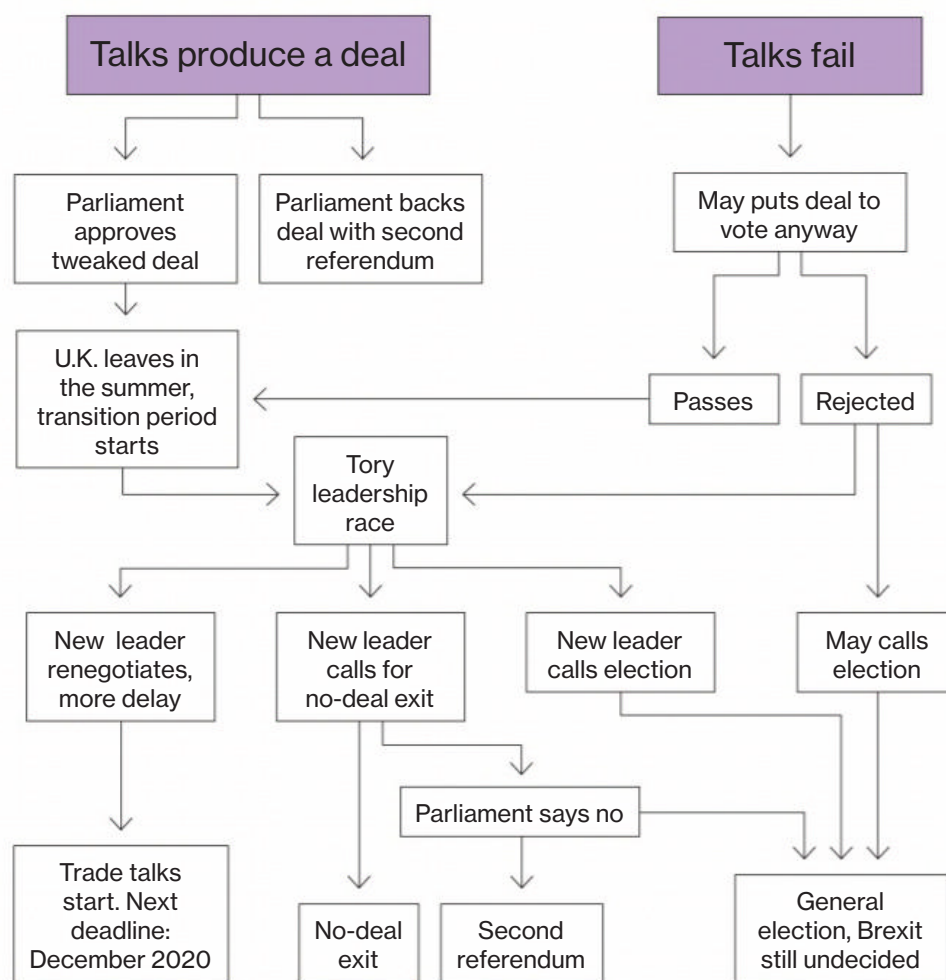 Talks produce a deal
Talks fail
Parliament
approves
tweaked deal
Parliament backs
deal with second
referendum
May puts deal to
vote anyway
U.K. leaves in
the summer,
transition period
starts
Passes
Rejected
Tory
leadership
race
New leader
renegotiates,
more delay
New leader
calls for
no-deal exit
New leader
calls election
May calls
election
Parliament says no
Trade talks
start. Next
deadline:
December 2020
No-deal
exit
Second
referendum
General
election, Brexit
still undecided